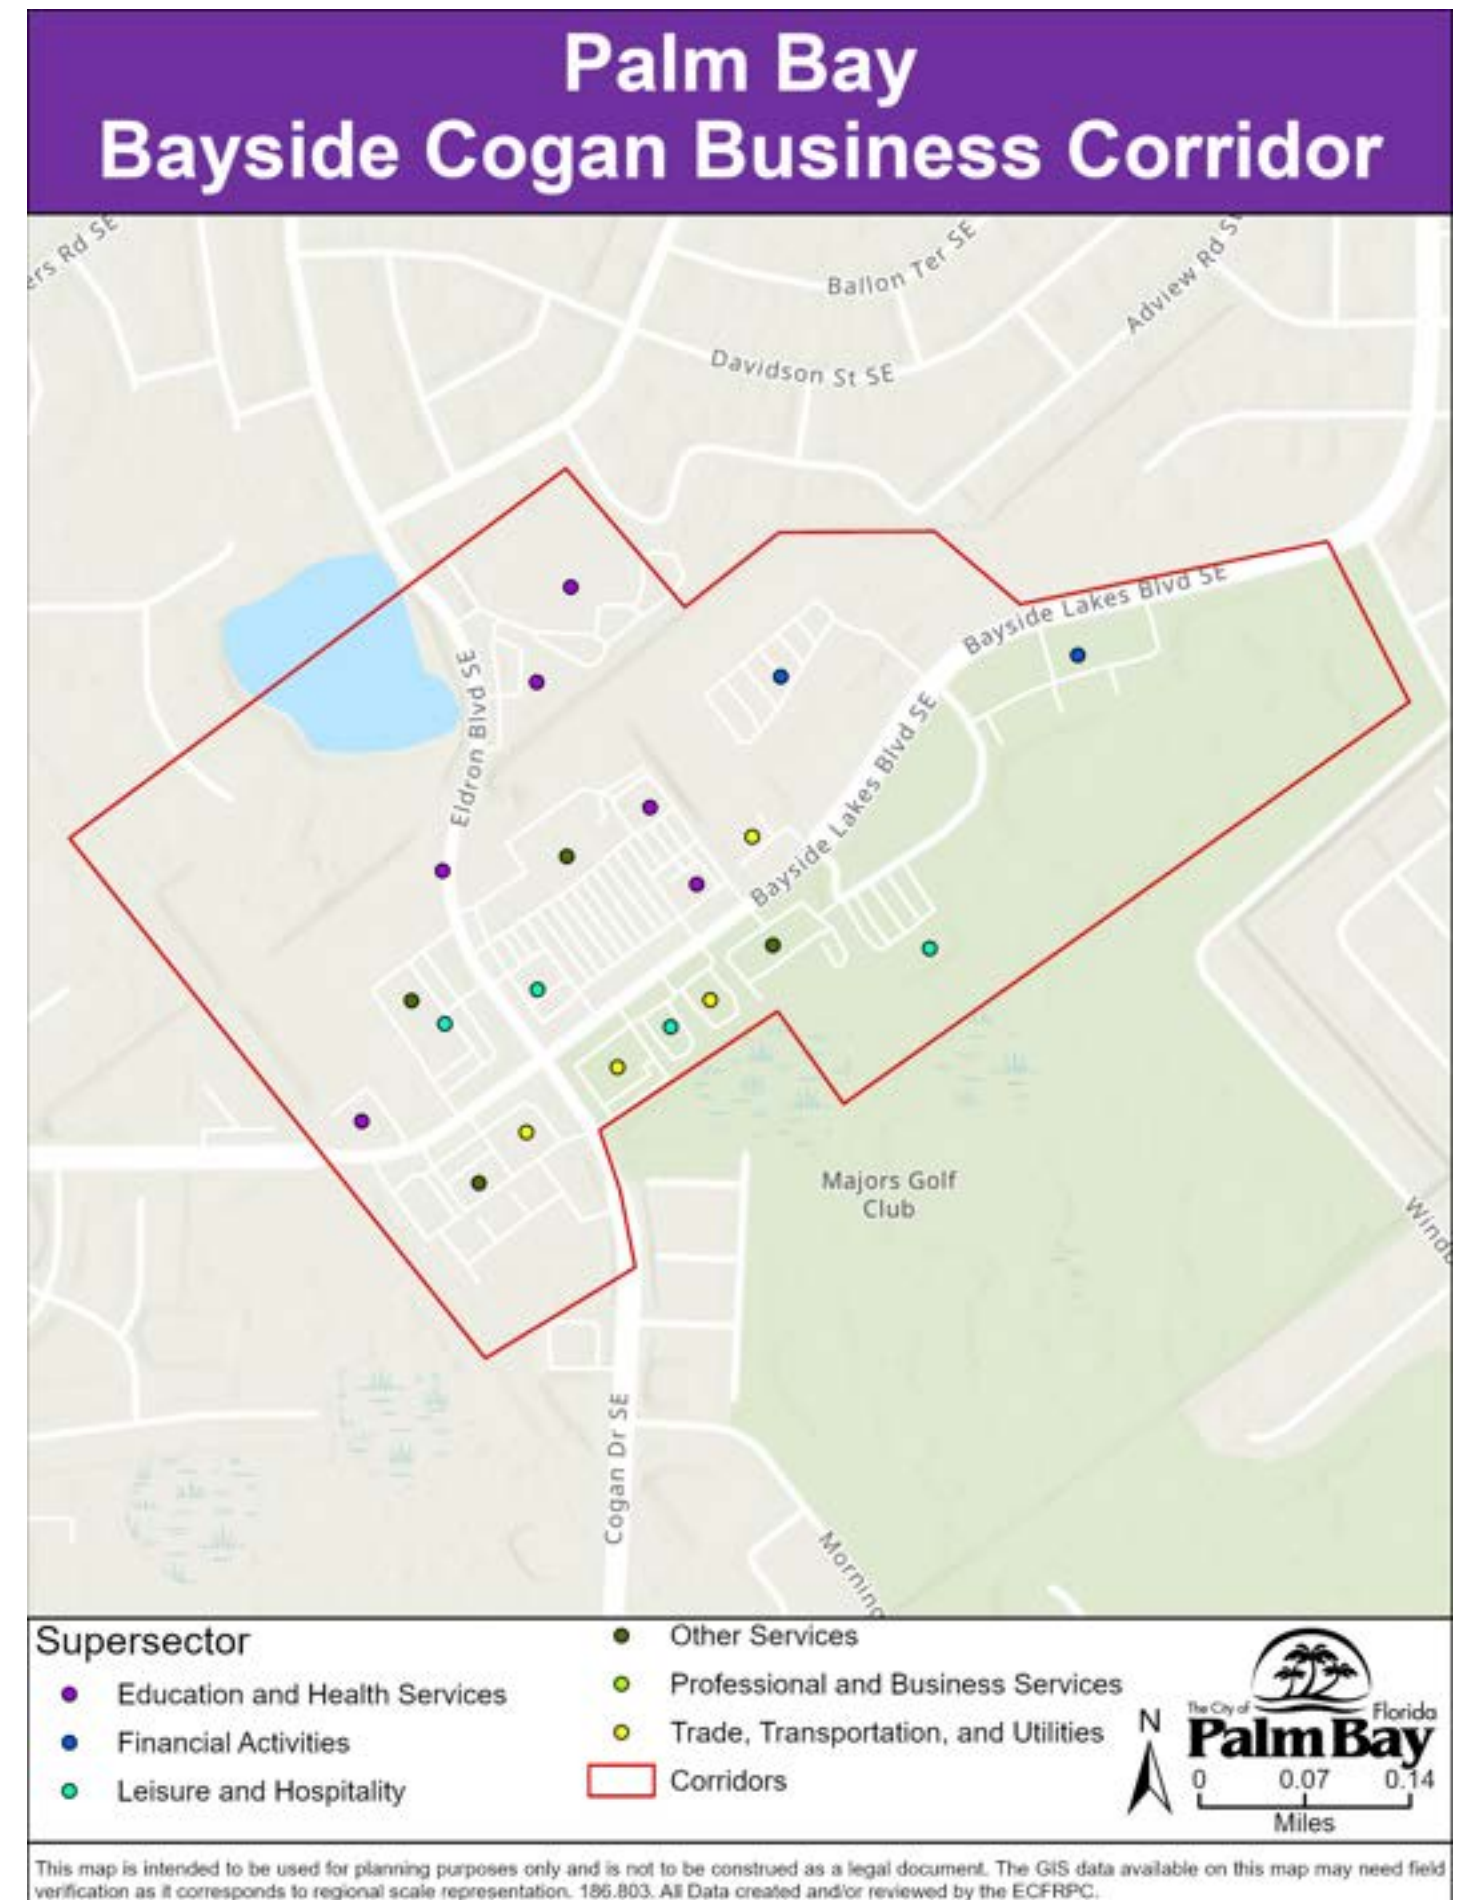 Palm Bay
Bayside Cogan Business Corridor
ers Rd SE
Ballon Ter SE
Adview Rd
Davidson St SE
Bayside Lakes Blvd SE
Eldron Blvd SE
Bayside Lakes Blvd SE
Majors Golf
Club
Cogan Dr SE
Morning
Supersector
Education and Health Services
Financial Activities
Leisure and Hospitality
Other Services
Professional and Business Services
Trade, Transportation, and Utilities
Corridors
N
The City of
Florida
Palm Bay
0 0.07 0.14
Miles
This map is intended to be used for planning purposes only and is not to be construed as a legal document. The GIS data available on this map may need field
verification as it corresponds to regional scale representation. 186.803. All Data created and/or reviewed by the ECFRPC.